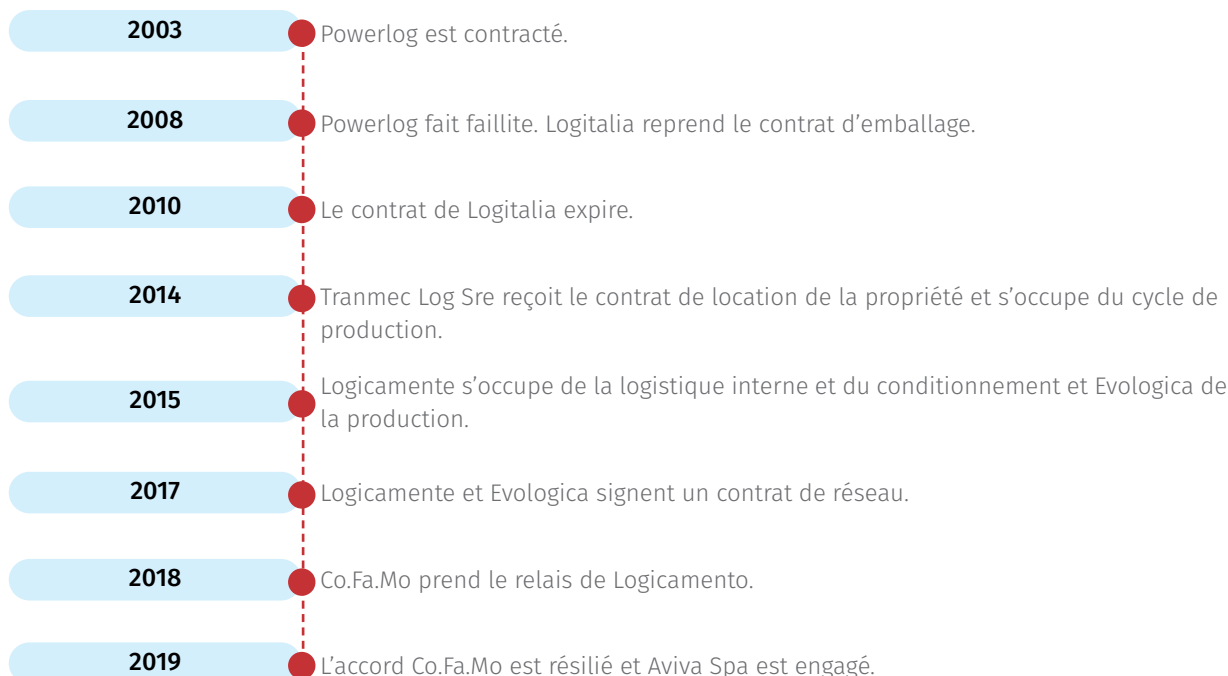 2003
Powerlog est contracté.
2008
Powerlog fait faillite. Logitalia reprend le contrat d’emballage.
2010
Le contrat de Logitalia expire.
2014
Tranmec Log Sre reçoit le contrat de location de la propriété et s’occupe du cycle de
production.
2015
Logicamente s’occupe de la logistique interne et du conditionnement et Evologica de
la production.
2017
Logicamente et Evologica signent un contrat de réseau.
2018
Co.Fa.Mo prend le relais de Logicamento.
2019
L’accord Co.Fa.Mo est résilié et Aviva Spa est engagé.